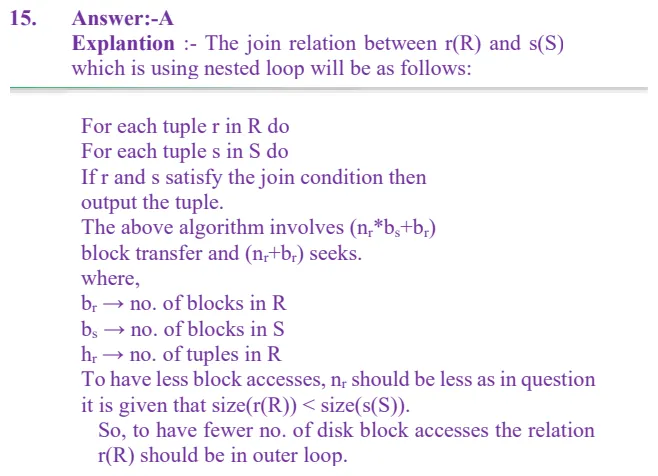 15. Answer:-A
Explantion :- The join relation between r(R) and s(S)
which is using nested loop will be as follows:
For each tuple r in R do
For each tuple s in S do
If r and s satisfy the join condition then
output the tuple.
The above algorithm involves (nᵣ*bₛ+bᵣ)
block transfer and (nᵣ+bᵣ) seeks.
where,
bᵣ → no. of blocks in R
bₛ → no. of blocks in S
hᵣ → no. of tuples in R
To have less block accesses, nᵣ should be less as in question
it is given that size(r(R)) < size(s(S)).
So, to have fewer no. of disk block accesses the relation
r(R) should be in outer loop.